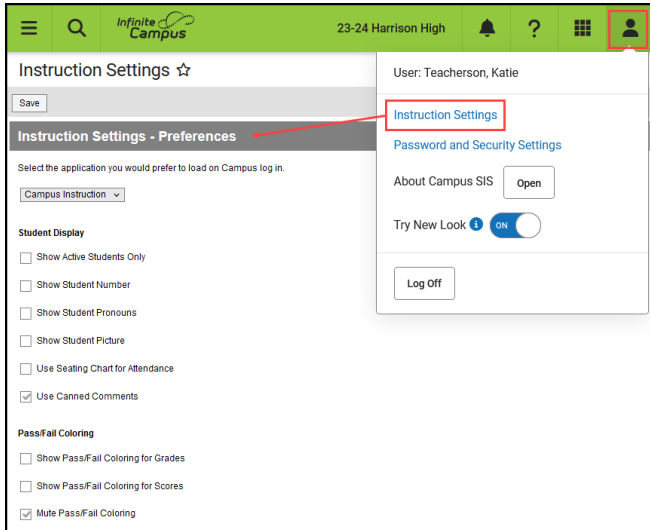 Infinite Campus
23-24 Harrison High
?
Instruction Settings ☆
User: Teacherson, Katie
Save
Instruction Settings
Instruction Settings - Preferences
Password and Security Settings
Select the application you would prefer to load on Campus log in.
About Campus SIS Open
Campus Instruction
Try New Look i ON
Student Display
Show Active Students Only
Log Off
Show Student Number
Show Student Pronouns
Show Student Picture
Use Seating Chart for Attendance
Use Canned Comments
Pass/Fail Coloring
Show Pass/Fail Coloring for Grades
Show Pass/Fail Coloring for Scores
Mute Pass/Fail Coloring